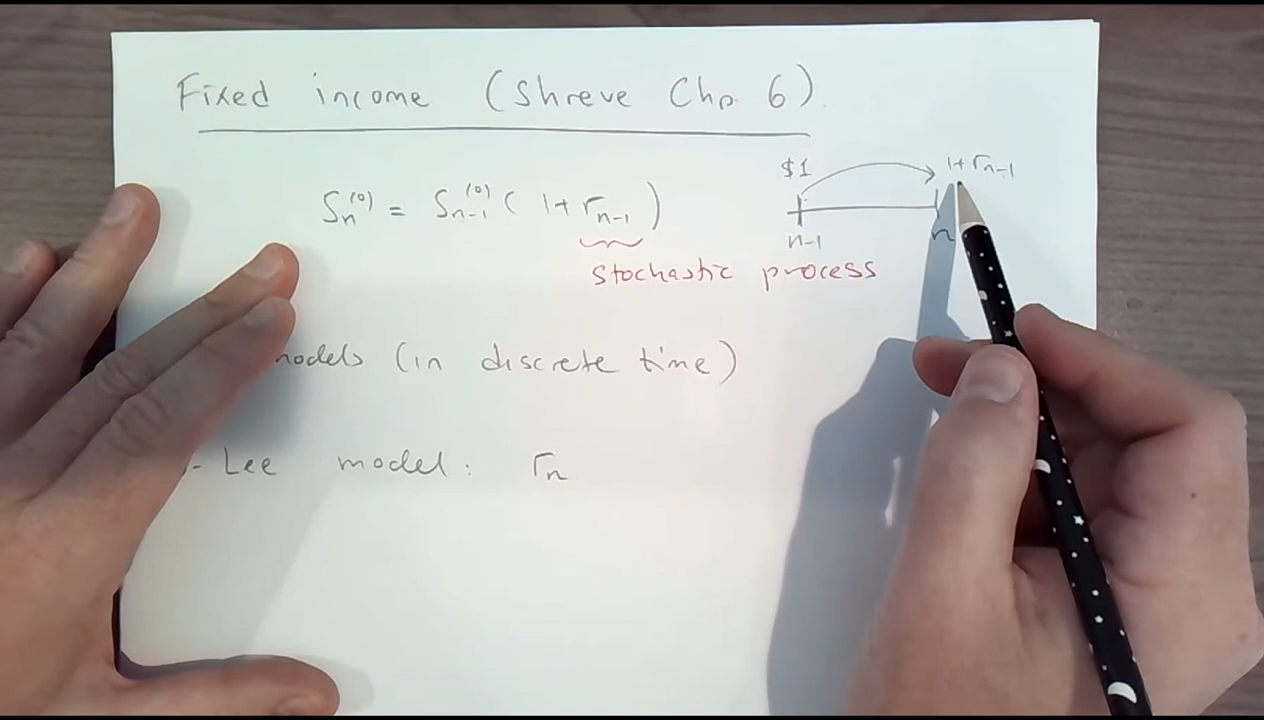 Fixed income (Shreve Chp. 6)
$1 1+r_{n-1}
S_n^{(0)} = S_{n-1}^{(0)} ( 1+ r_{n-1} )
n-1 n
Stochastic process
models (in discrete time)
- Lee model: r_n